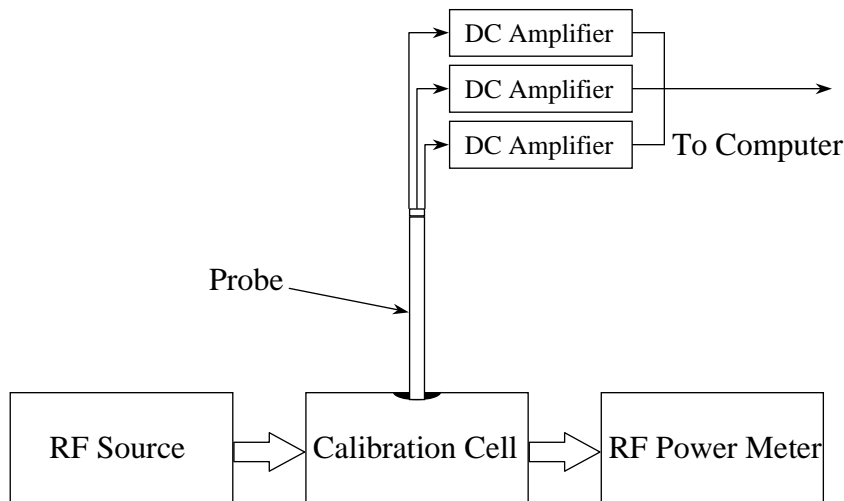 DC Amplifier
DC Amplifier
DC Amplifier
To Computer
Probe
RF Source
Calibration Cell
RF Power Meter